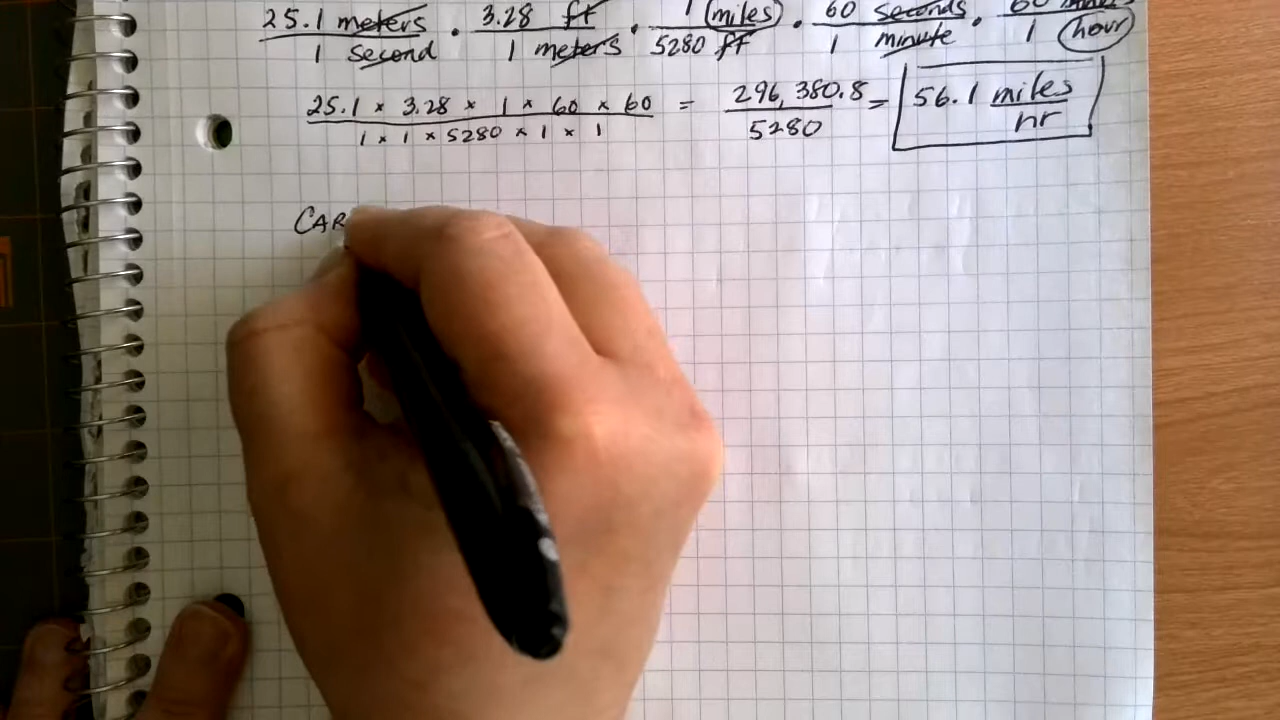 25.1 meters / 1 second · 3.28 ft / 1 meters · 1 miles / 5280 ft · 60 seconds / 1 minute · 60 / 1 hour
25.1 × 3.28 × 1 × 60 × 60 / 1 × 1 × 5280 × 1 × 1 = 296,380.8 / 5280 = 56.1 miles / hr
CAR